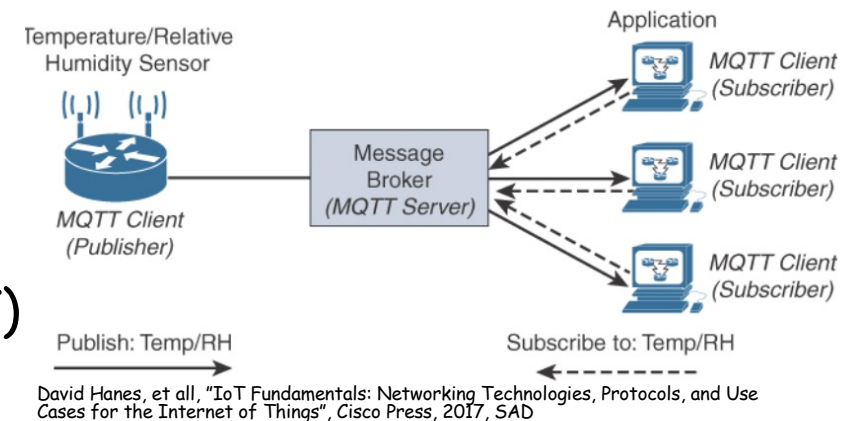 Temperature/Relative
Humidity Sensor
MQTT Client
(Publisher)
Message
Broker
(MQTT Server)
Application
MQTT Client
(Subscriber)
MQTT Client
(Subscriber)
MQTT Client
(Subscriber)
)
Publish: Temp/RH
Subscribe to: Temp/RH
David Hanes, et all, "IoT Fundamentals: Networking Technologies, Protocols, and Use
Cases for the Internet of Things", Cisco Press, 2017, SAD